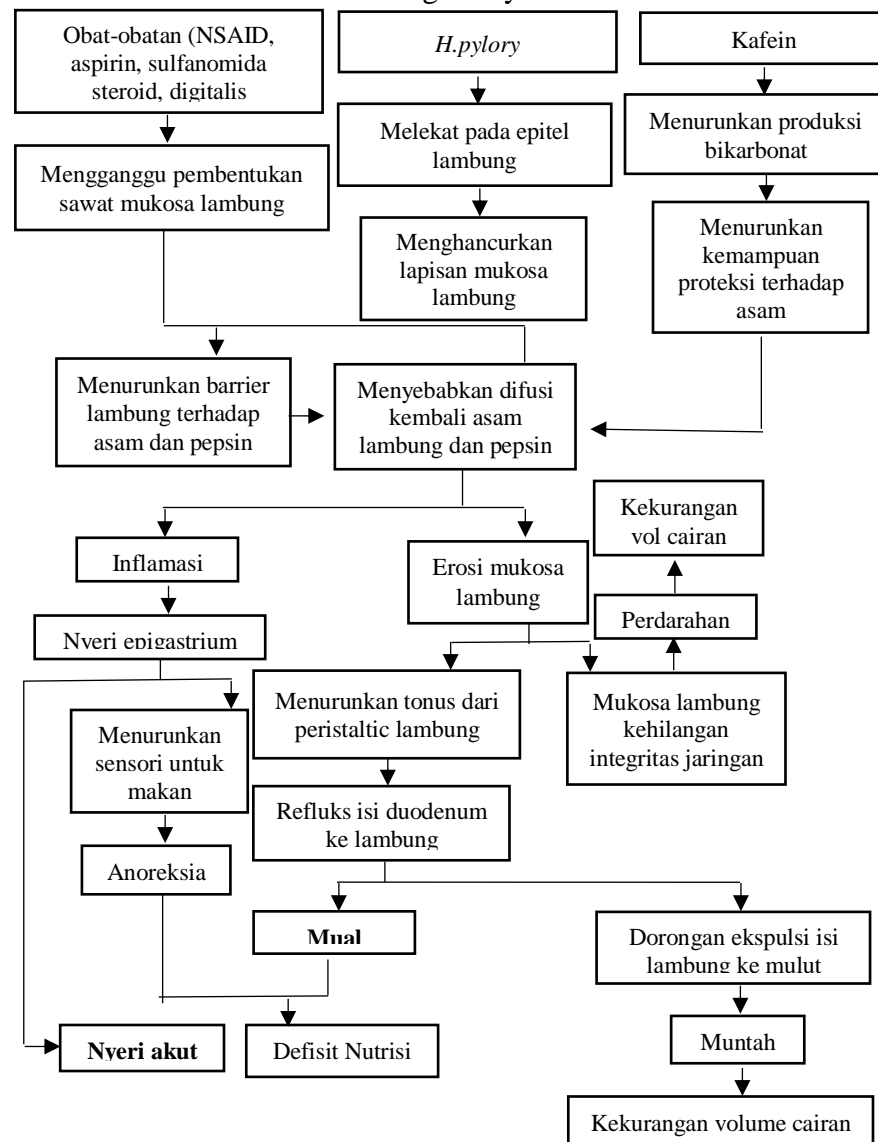 Obat-obatan (NSAID,
aspirin, sulfanomida
steroid, digitalis
H.pylory
Kafein
Melekat pada epitel
lambung
Menurunkan produksi
bikarbonat
Mengganggu pembentukan
sawat mukosa lambung
Menghancurkan
lapisan mukosa
lambung
Menurunkan
kemampuan
proteksi terhadap
asam
Menurunkan barrier
lambung terhadap
asam dan pepsin
Menyebabkan difusi
kembali asam
lambung dan pepsin
Kekurangan
vol cairan
Inflamasi
Erosi mukosa
lambung
Perdarahan
Nyeri epigastrium
Menurunkan tonus dari
peristaltic lambung
Mukosa lambung
kehilangan
integritas jaringan
Menurunkan
sensori untuk
makan
Refluks isi duodenum
ke lambung
Anoreksia
Mual
Dorongan ekspulsi isi
lambung ke mulut
Nyeri akut
Defisit Nutrisi
Muntah
Kekurangan volume cairan